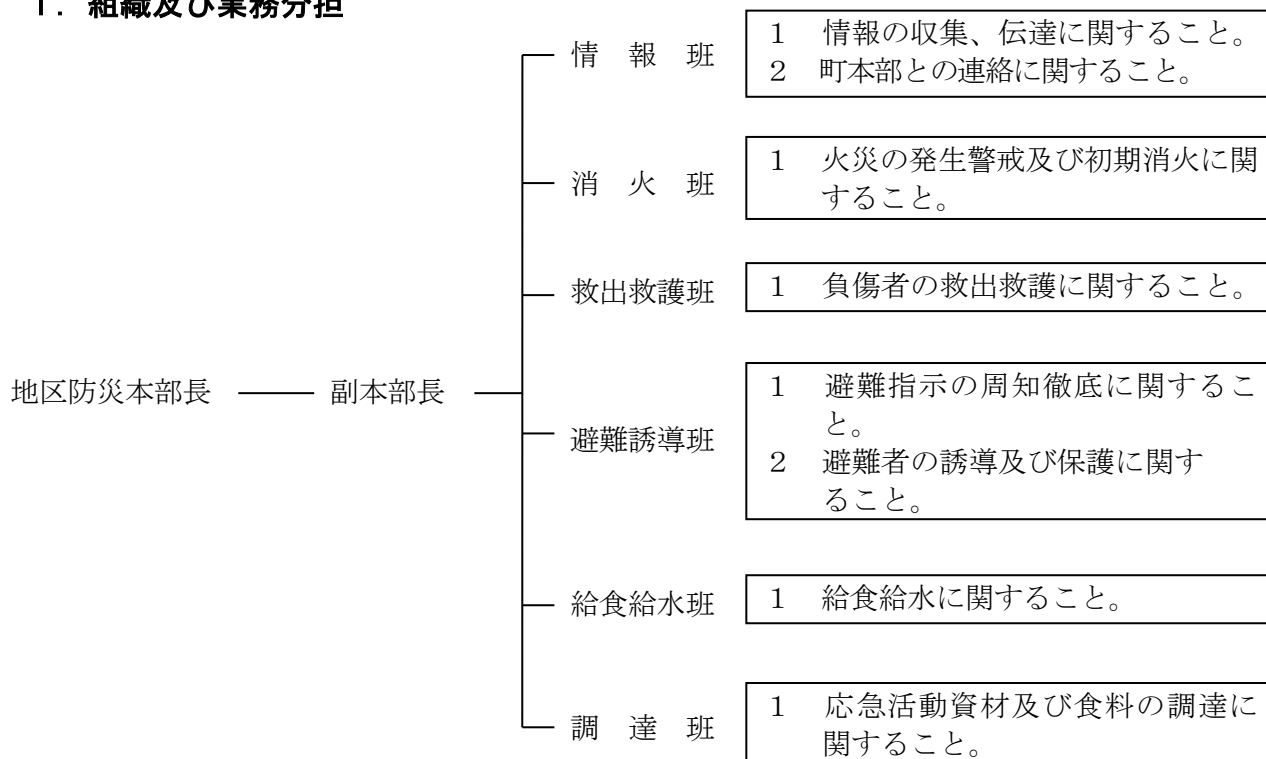 1．組織及び業務分担
情　報　班
1　情報の収集、伝達に関すること。
2　町本部との連絡に関すること。
消　火　班
1　火災の発生警戒及び初期消火に関
すること。
救出救護班
1　負傷者の救出救護に関すること。
地区防災本部長
副本部長
避難誘導班
1　避難指示の周知徹底に関するこ
と。
2　避難者の誘導及び保護に関す
ること。
給食給水班
1　給食給水に関すること。
調　達　班
1　応急活動資材及び食料の調達に
関すること。